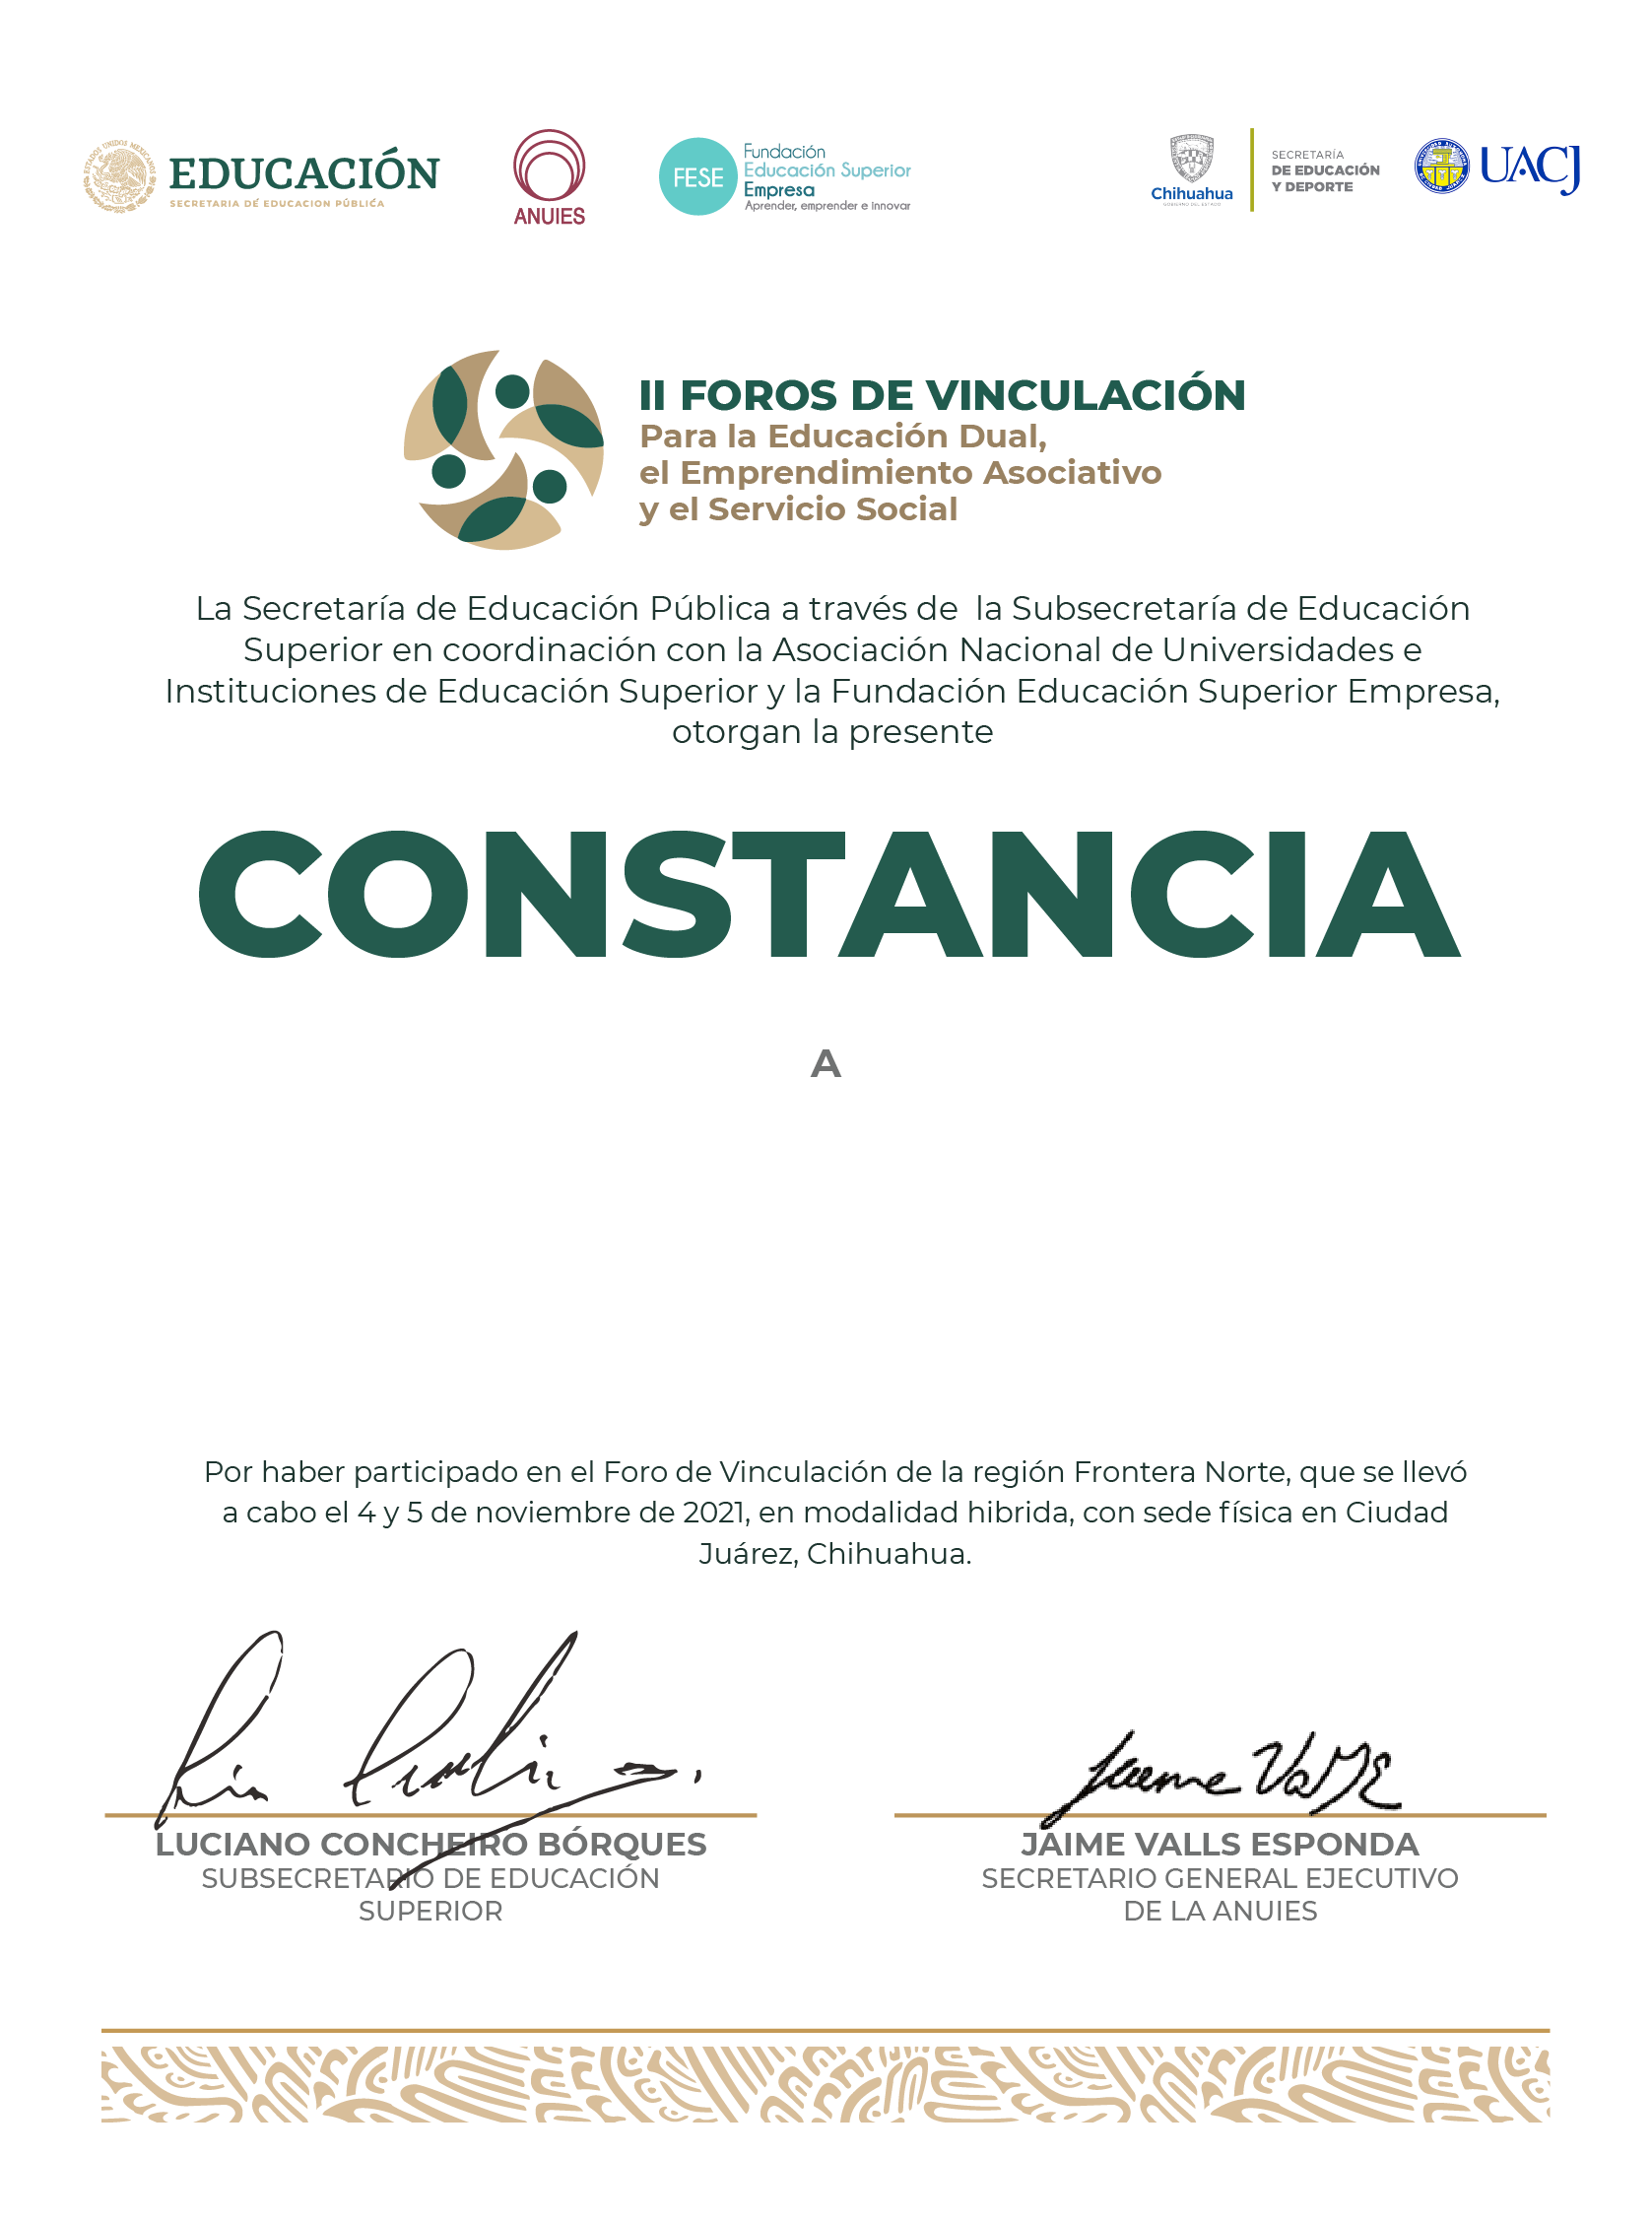 EDUCACIÓN
SECRETARIA DE EDUCACION PÚBLICA
ANUIES
FESE
Fundación
Educación Superior
Empresa
Aprender, emprender e innovar
Chihuahua
GOBIERNO DEL ESTADO
SECRETARÍA
DE EDUCACIÓN
Y DEPORTE
UACJ
II FOROS DE VINCULACIÓN
Para la Educación Dual,
el Emprendimiento Asociativo
y el Servicio Social
La Secretaría de Educación Pública a través de  la Subsecretaría de Educación
Superior en coordinación con la Asociación Nacional de Universidades e
Instituciones de Educación Superior y la Fundación Educación Superior Empresa,
otorgan la presente
CONSTANCIA
A
Por haber participado en el Foro de Vinculación de la región Frontera Norte, que se llevó
a cabo el 4 y 5 de noviembre de 2021, en modalidad hibrida, con sede física en Ciudad
Juárez, Chihuahua.
LUCIANO CONCHEIRO BÓRQUES
SUBSECRETARIO DE EDUCACIÓN
SUPERIOR
JAIME VALLS ESPONDA
SECRETARIO GENERAL EJECUTIVO
DE LA ANUIES